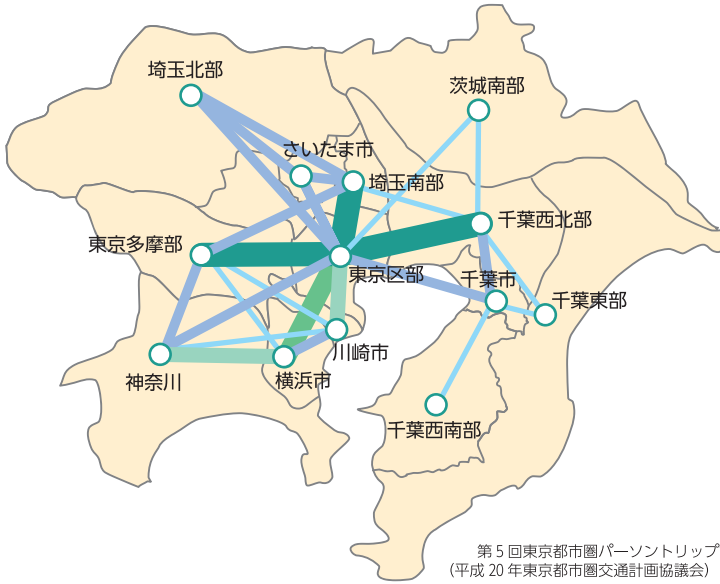 埼玉北部
茨城南部
さいたま市
埼玉南部
千葉西北部
東京多摩部
東京区部
千葉市
千葉東部
川崎市
神奈川
横浜市
千葉西南部
第5回東京都市圏パーソントリップ
（平成20年東京都市圏交通計画協議会）